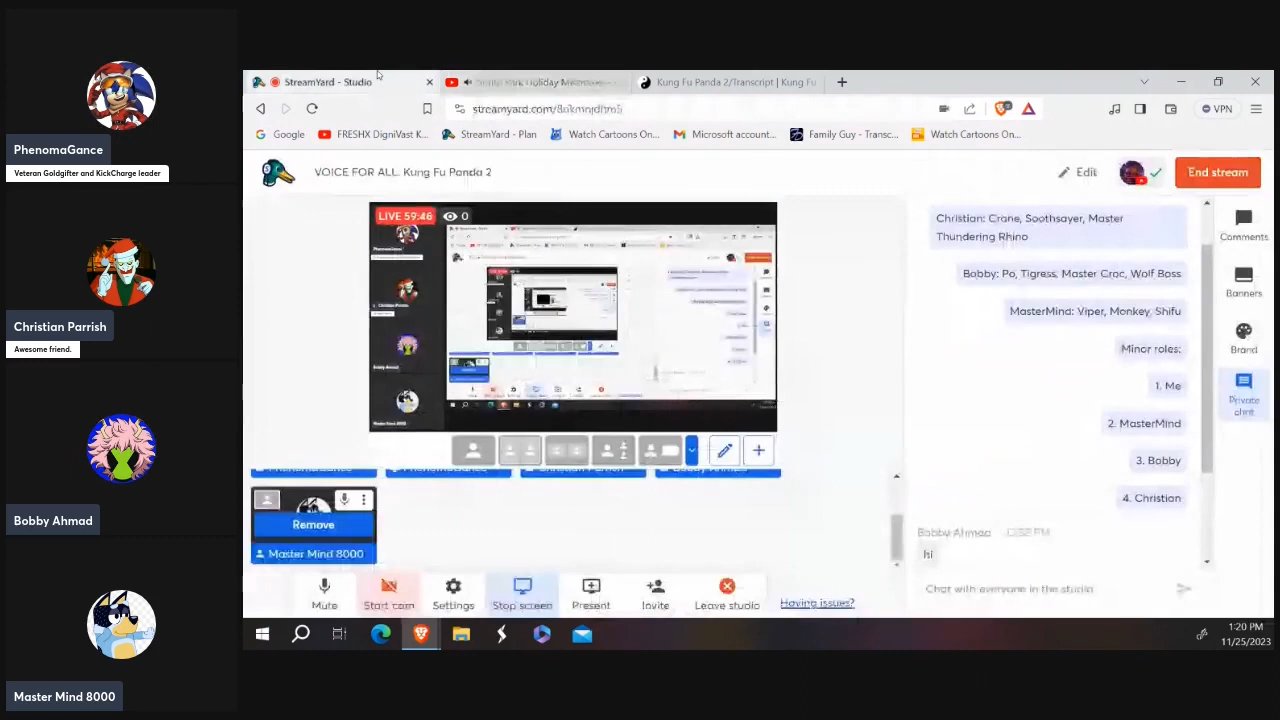 PhenomaGance
Veteran Goldgifter and KickCharge leader
Christian Parrish
Awesome friend.
Bobby Ahmad
Master Mind 8000
StreamYard - Studio
Kung Fu Panda 2/Transcript | Kung Fu
VPN
Google
FRESHX DigniVast K...
StreamYard - Plan
Watch Cartoons On...
Microsoft account...
Family Guy - Transc...
Watch Cartoons On...
VOICE FOR ALL. Kung Fu Panda 2
Edit
End stream
LIVE 59:46
0
Christian: Crane, Soothsayer, Master
Thundering Rhino
Bobby: Po, Tigress, Master Croc, Wolf Boss
MasterMind: Viper, Monkey, Shifu
Minor roles:
1. Me
2. MasterMind
3. Bobby
4. Christian
Bobby Ahmad
hi
Chat with everyone in the studio
Comments
Banners
Brand
Private
chat
Remove
Master Mind 8000
Mute
Start cam
Settings
Stop screen
Present
Invite
Leave studio
Having issues?
1:20 PM
11/25/2023